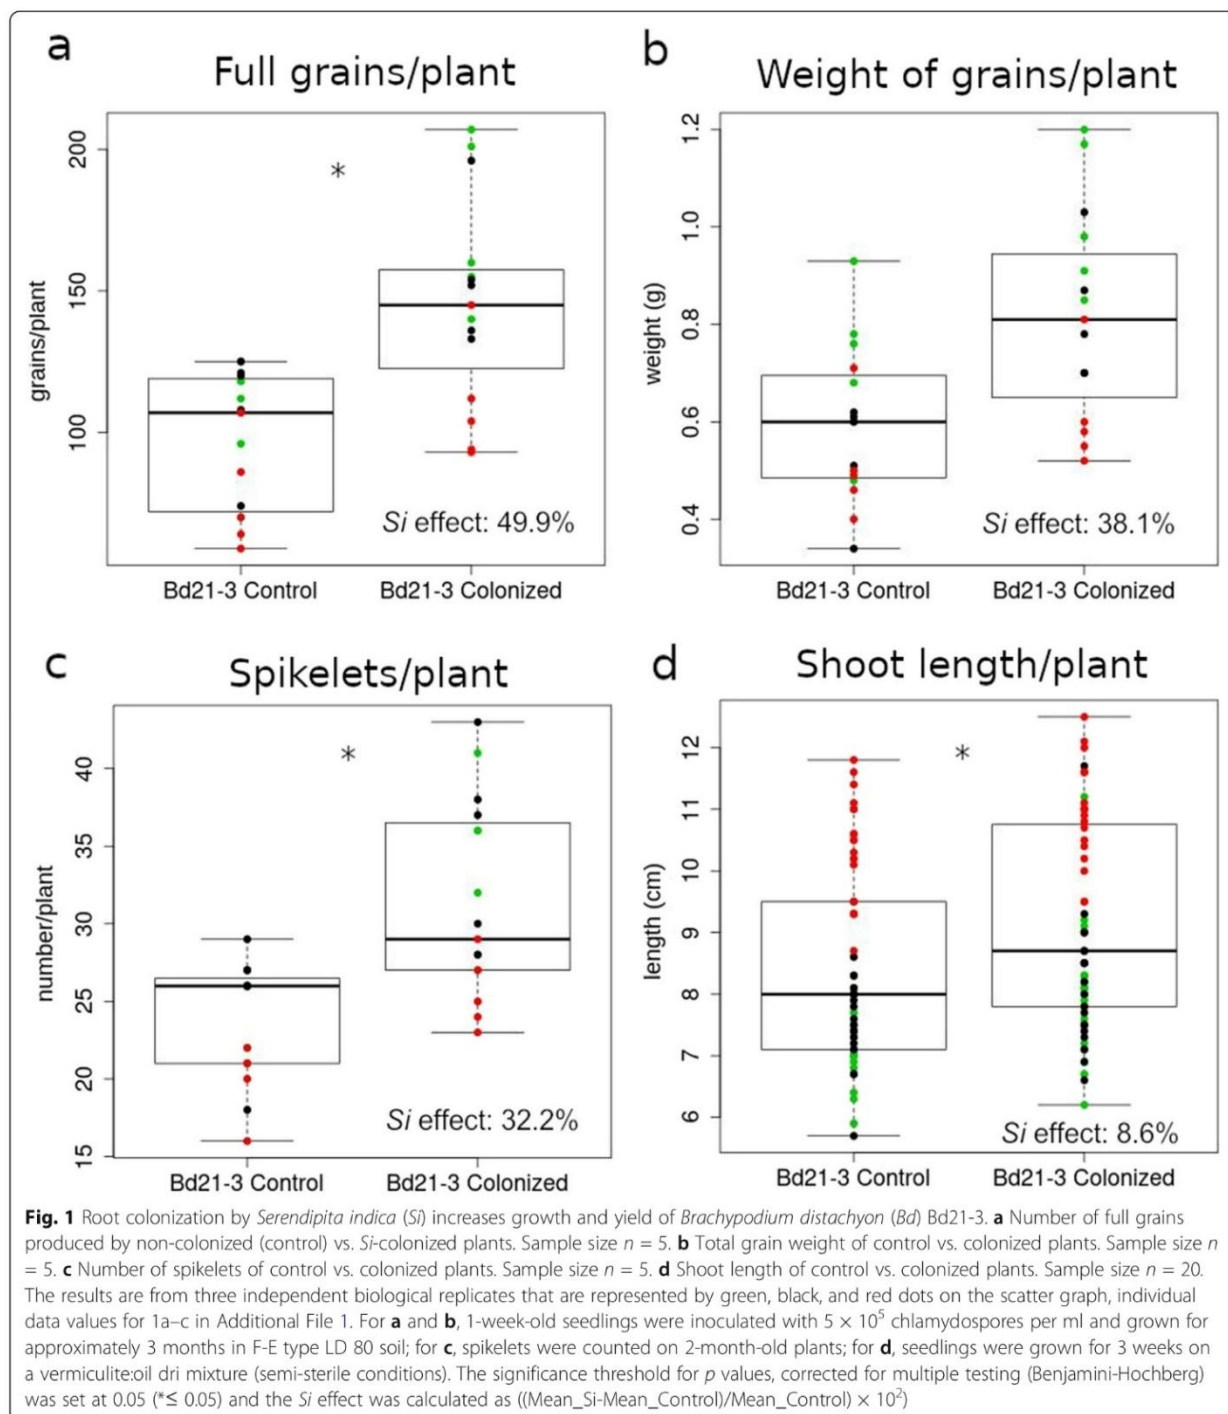 a
Full grains/plant
200
150
100
grains/plant
*
Si effect: 49.9%
Bd21-3 Control
Bd21-3 Colonized
b
Weight of grains/plant
1.2
1.0
0.8
0.6
0.4
weight (g)
Si effect: 38.1%
Bd21-3 Control
Bd21-3 Colonized
c
Spikelets/plant
40
35
30
25
20
15
number/plant
*
Si effect: 32.2%
Bd21-3 Control
Bd21-3 Colonized
d
Shoot length/plant
12
11
10
9
8
7
6
length (cm)
*
Si effect: 8.6%
Bd21-3 Control
Bd21-3 Colonized
Fig. 1 Root colonization by Serendipita indica (Si) increases growth and yield of Brachypodium distachyon (Bd) Bd21-3. a Number of full grains
produced by non-colonized (control) vs. Si-colonized plants. Sample size n = 5. b Total grain weight of control vs. colonized plants. Sample size n
= 5. c Number of spikelets of control vs. colonized plants. Sample size n = 5. d Shoot length of control vs. colonized plants. Sample size n = 20.
The results are from three independent biological replicates that are represented by green, black, and red dots on the scatter graph, individual
data values for 1a–c in Additional File 1. For a and b, 1-week-old seedlings were inoculated with 5 × 10⁵ chlamydospores per ml and grown for
approximately 3 months in F-E type LD 80 soil; for c, spikelets were counted on 2-month-old plants; for d, seedlings were grown for 3 weeks on
a vermiculite:oil dri mixture (semi-sterile conditions). The significance threshold for p values, corrected for multiple testing (Benjamini-Hochberg)
was set at 0.05 (*≤ 0.05) and the Si effect was calculated as ((Mean_Si-Mean_Control)/Mean_Control) × 10²)